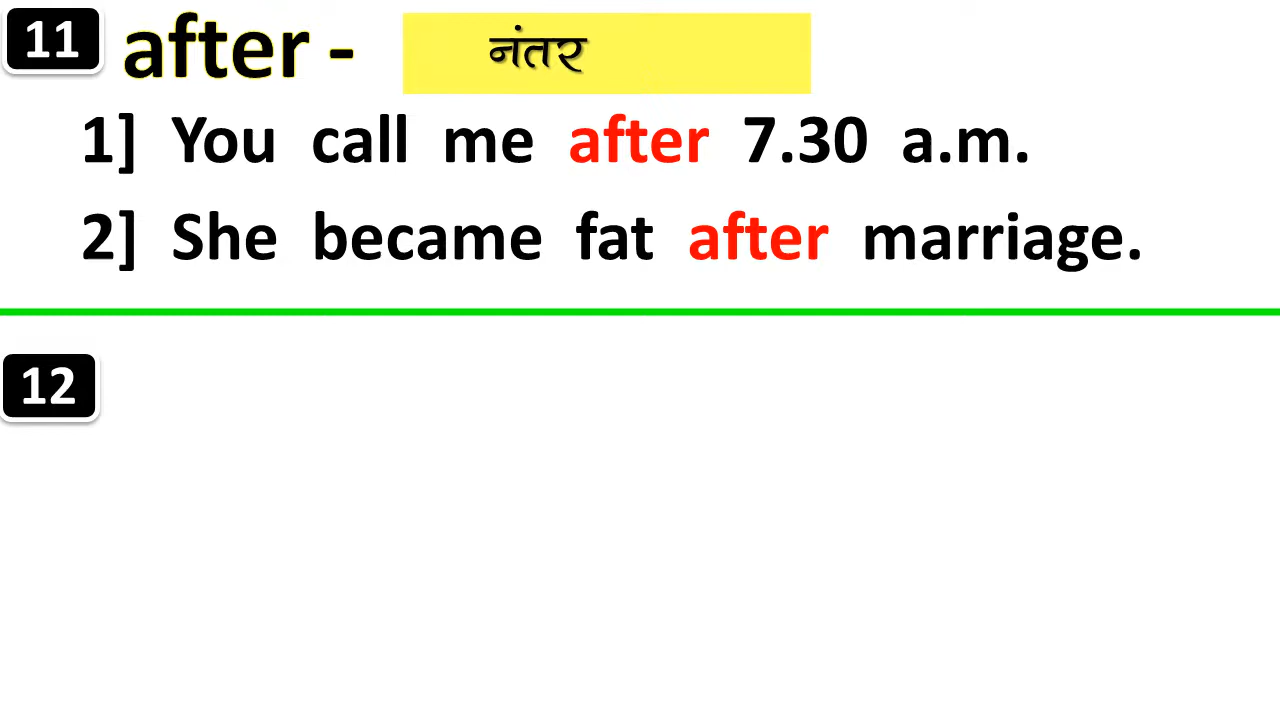 11 after - नंतर
1] You call me after 7.30 a.m.
2] She became fat after marriage.
12